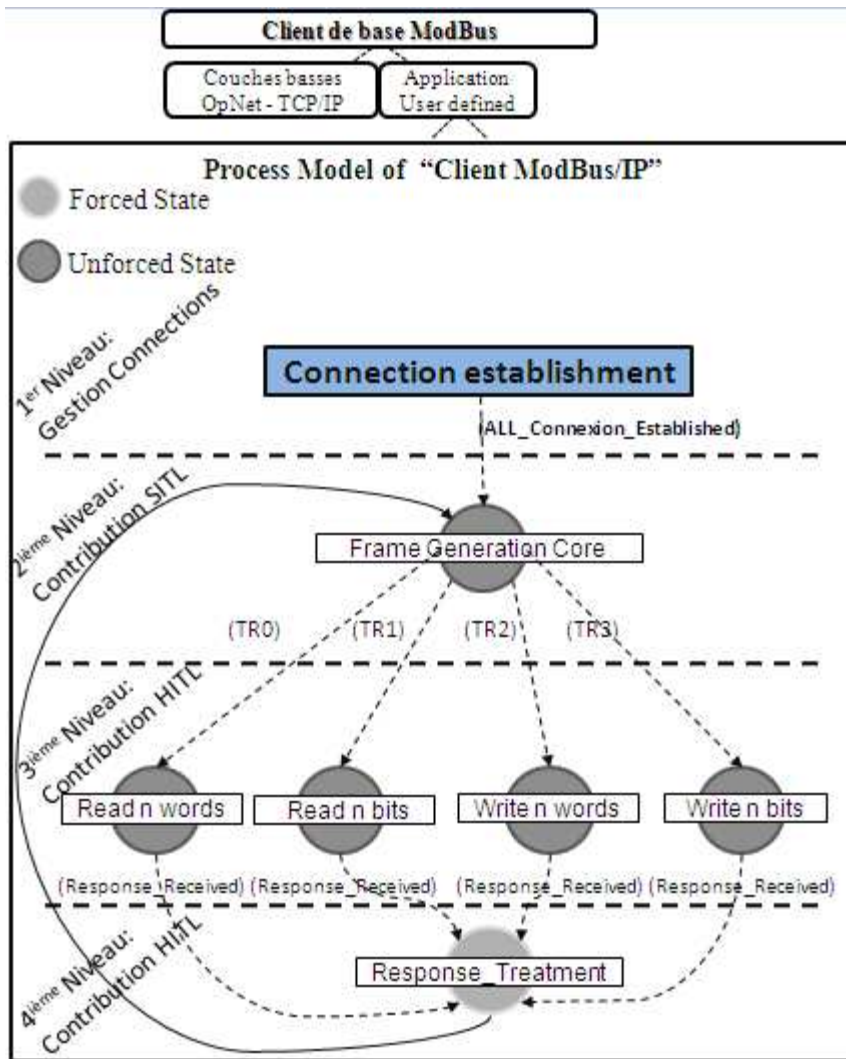 Client de base ModBus
Couches basses
OpNet - TCP/IP
Application
User defined
Process Model of “Client ModBus/IP”
Forced State
Unforced State
1er Niveau:
Gestion Connections
Connection establishment
(ALL_Connexion_Established)
2ième Niveau:
Contribution SITL
Frame Generation Core
(TR0)
(TR1)
(TR2)
(TR3)
3ième Niveau:
Contribution HITL
Read n words
Read n bits
Write n words
Write n bits
(Response_Received)
(Response_Received)
(Response_Received)
(Response_Received)
4ième Niveau:
Contribution HITL
Response_Treatment